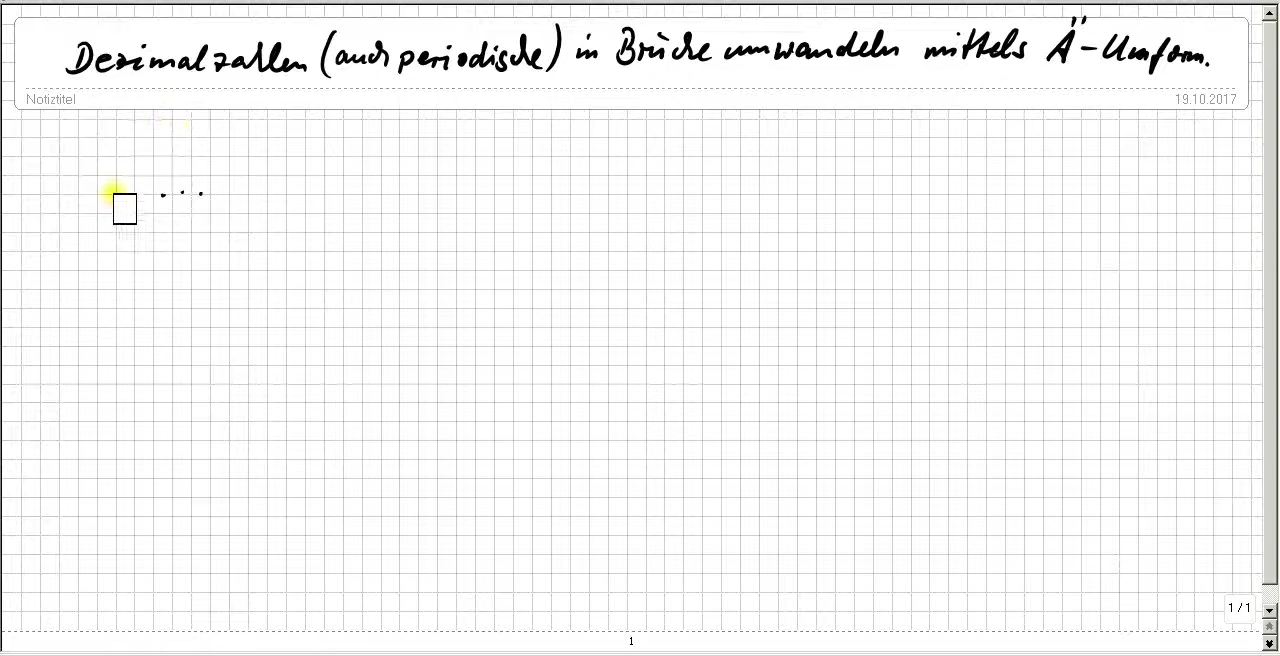 Dezimalzahlen (auch periodische) in Brüche umwandeln mittels Ä-Umform.
Notiztitel 19.10.2017
...
1/1
1